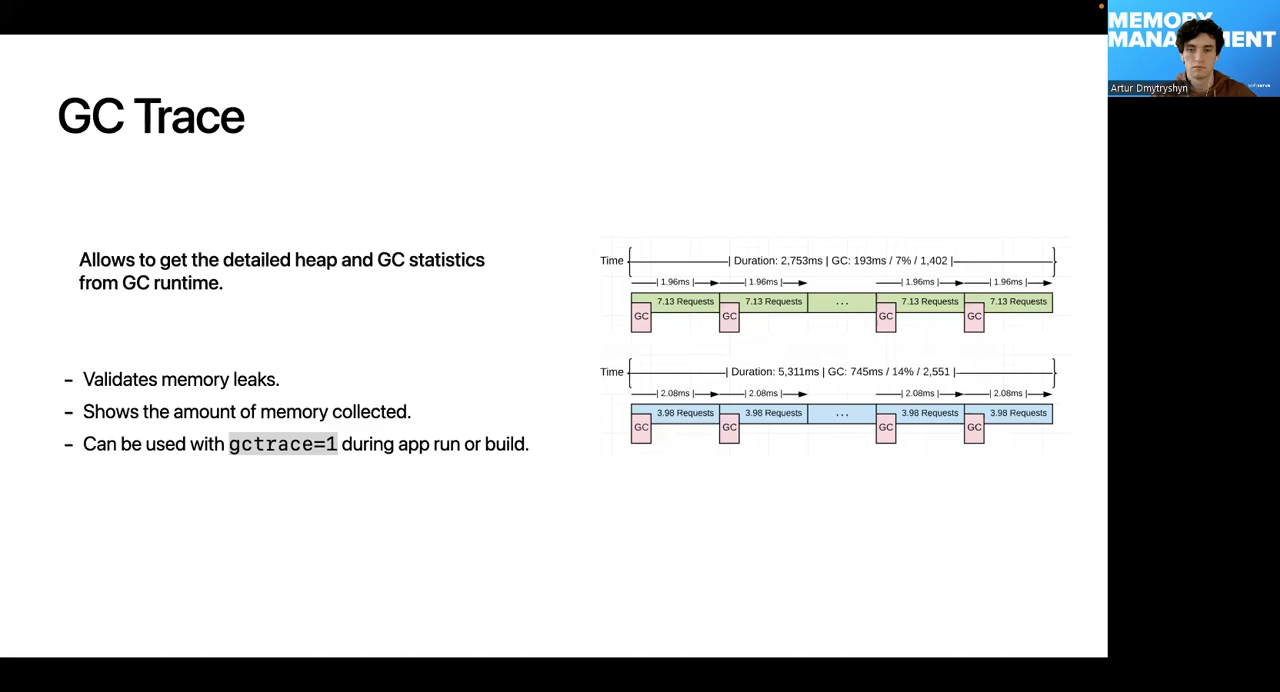 GC Trace
Allows to get the detailed heap and GC statistics
from GC runtime.
- Validates memory leaks.
- Shows the amount of memory collected.
- Can be used with gctrace=1 during app run or build.
Time | Duration: 2,753ms | GC: 193ms / 7% / 1,402 |
| 1.96ms | | 1.96ms | | 1.96ms | | 1.96ms |
7.13 Requests 7.13 Requests ... 7.13 Requests 7.13 Requests
GC GC GC GC
Time | Duration: 5,311ms | GC: 745ms / 14% / 2,551 |
| 2.08ms | | 2.08ms | | 2.08ms | | 2.08ms |
3.98 Requests 3.98 Requests ... 3.98 Requests 3.98 Requests
GC GC GC GC
MEMORY
MANA ENT
Artur Dmytryshyn